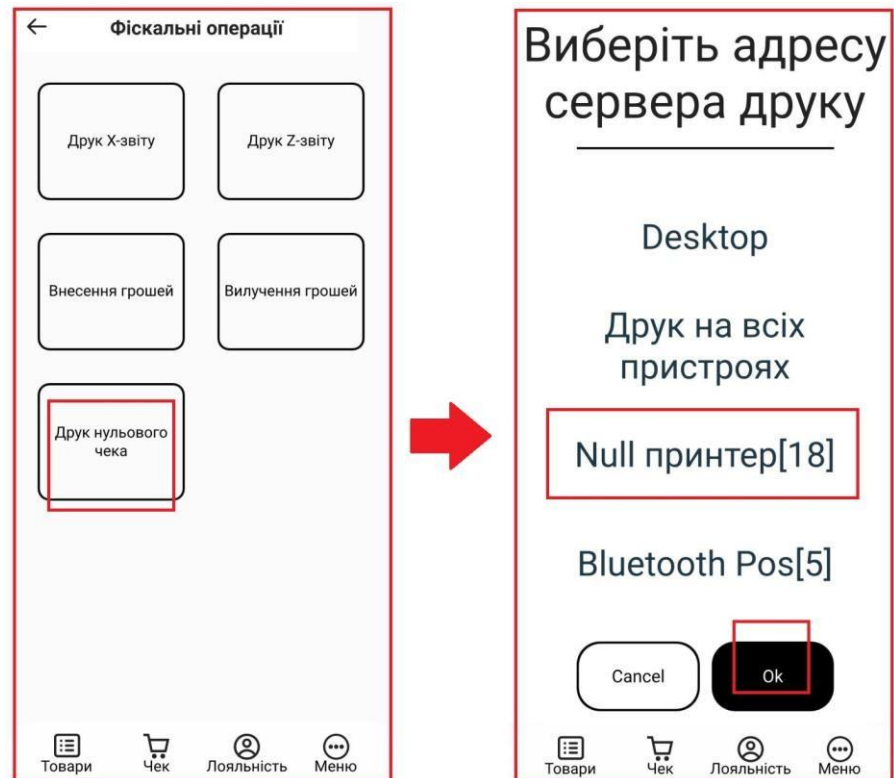 Фіскальні операції
Друк X-звіту
Друк Z-звіту
Внесення грошей
Вилучення грошей
Друк нульового
чека
Товари
Чек
Лояльність
Меню
Виберіть адресу
сервера друку
Desktop
Друк на всіх
пристроях
Null принтер[18]
Bluetooth Pos[5]
Cancel
Ok
Товари
Чек
Лояльність
Меню